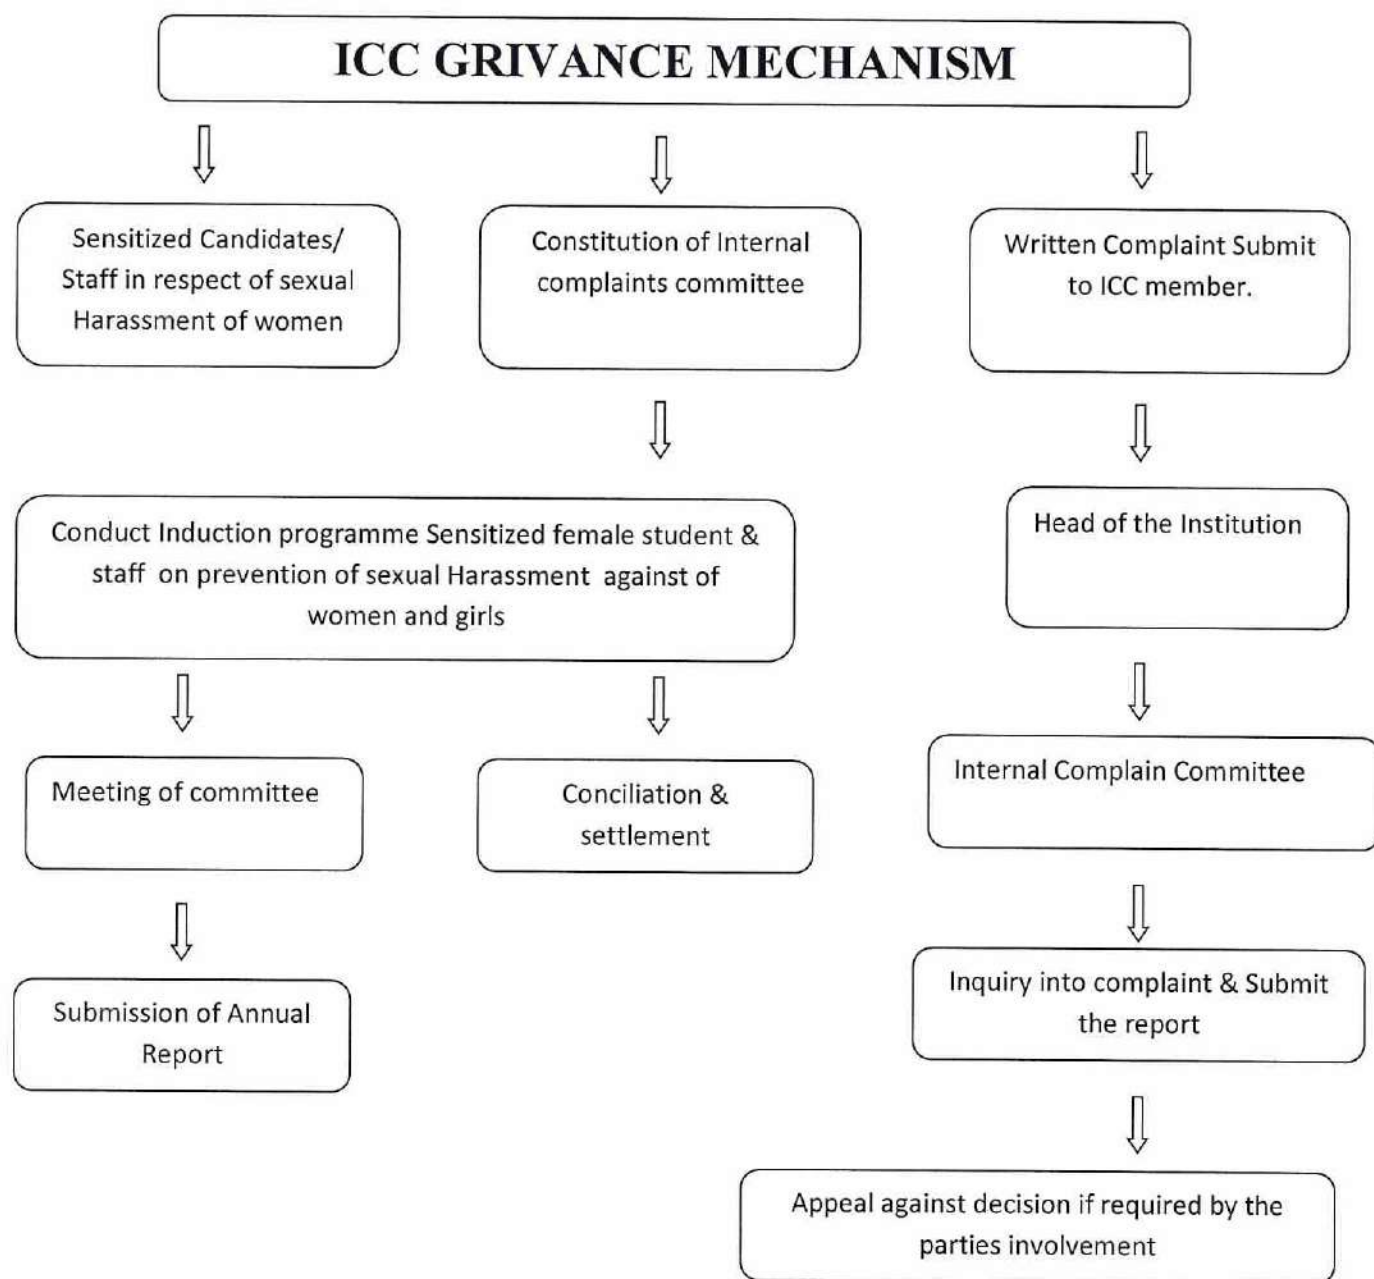 ICC GRIVANCE MECHANISM
Sensitized Candidates/
Staff in respect of sexual
Harassment of women
Constitution of Internal
complaints committee
Written Complaint Submit
to ICC member.
Conduct Induction programme Sensitized female student &
staff on prevention of sexual Harassment against of
women and girls
Head of the Institution
Meeting of committee
Conciliation &
settlement
Internal Complain Committee
Submission of Annual
Report
Inquiry into complaint & Submit
the report
Appeal against decision if required by the
parties involvement